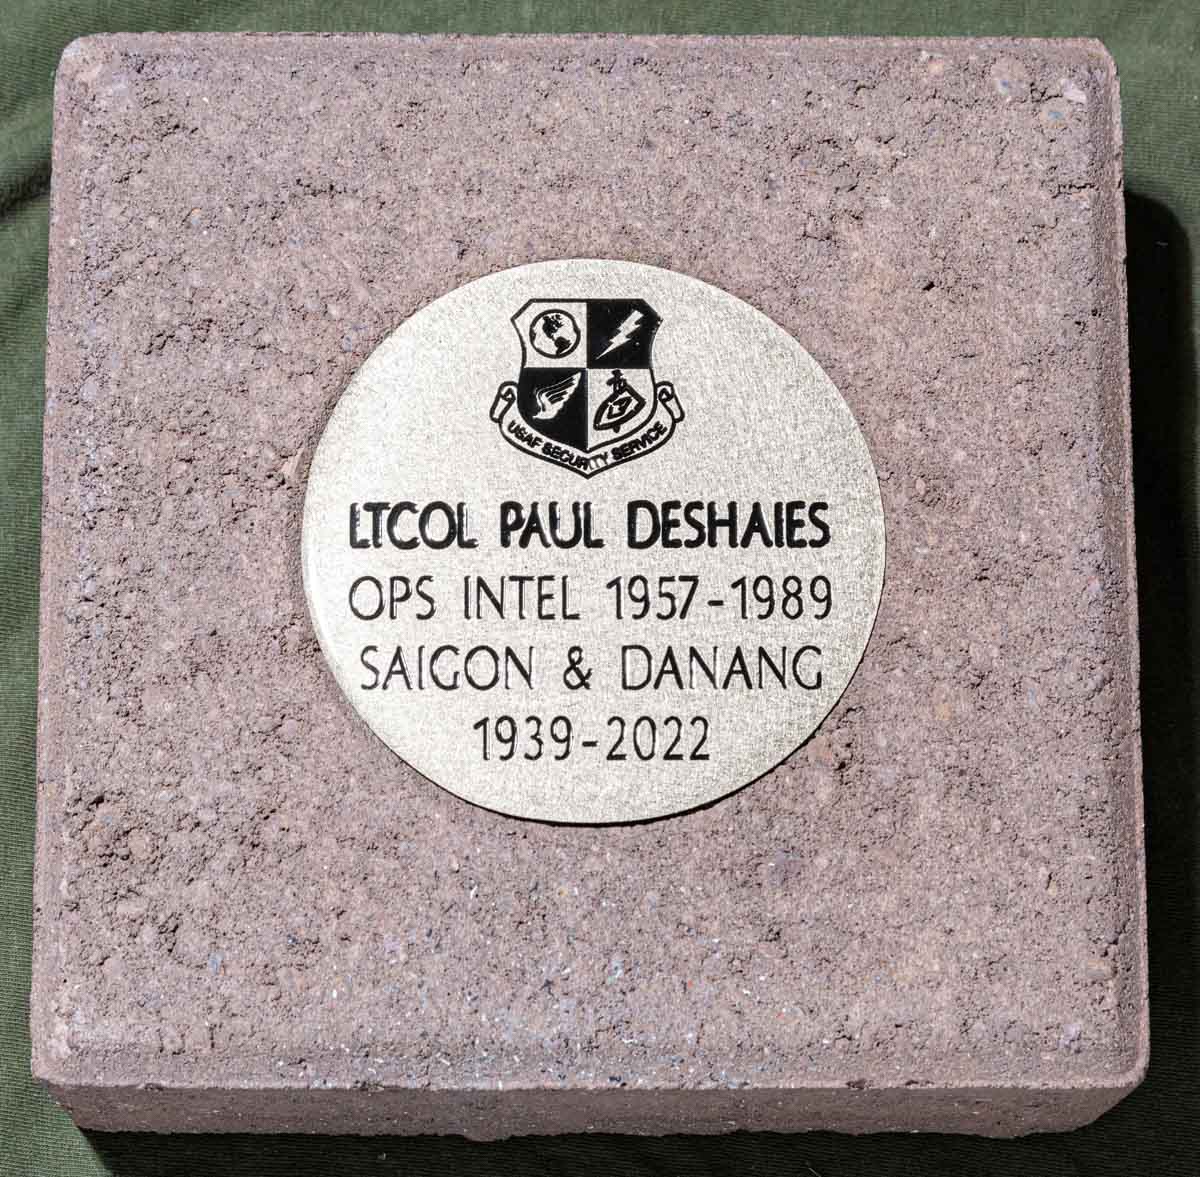 USAF SECURITY SERVICE
LTCOL PAUL DESHAIES
OPS INTEL 1957-1989
SAIGON & DANANG
1939-2022